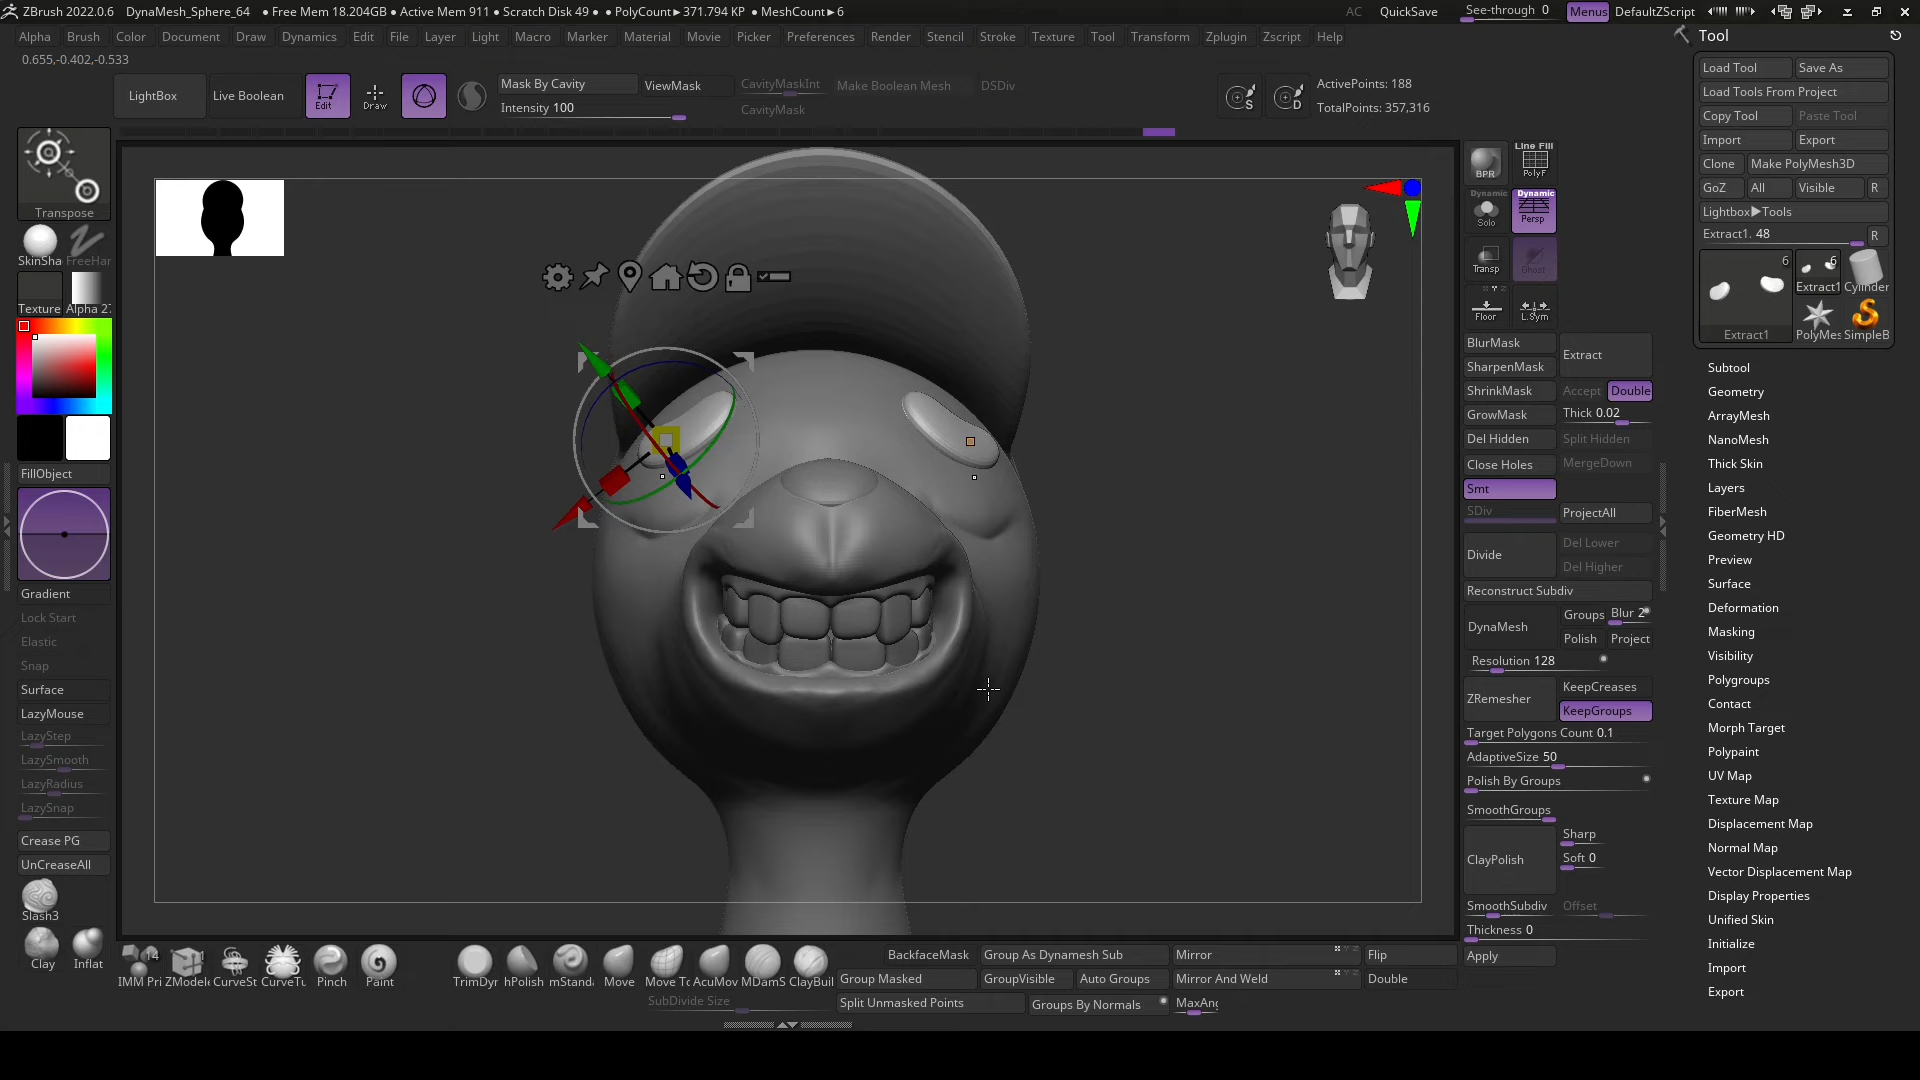 ZBrush 2022.0.6 DynaMesh_Sphere_64 ● Free Mem 18.204GB ● Active Mem 911 ● Scratch Disk 49 ● PolyCount►371.794 KP ● MeshCount►6 AC QuickSave See-through 0 Menus DefaultZScript
Alpha Brush Color Document Draw Dynamics Edit File Layer Light Macro Marker Material Movie Picker Preferences Render Stencil Stroke Texture Tool Transform Zplugin Zscript Help
Tool
0.655,-0.402,-0.533
LightBox
Live Boolean
Edit
Draw
Mask By Cavity
Intensity 100
ViewMask
CavityMaskInt
CavityMask
Make Boolean Mesh
DSDiv
S
D
ActivePoints: 188
TotalPoints: 357,316
Transpose
SkinSha
FreeHan
Texture
Alpha 27
FillObject
Gradient
Lock Start
Elastic
Snap
Surface
LazyMouse
LazyStep
LazySmooth
LazyRadius
LazySnap
Crease PG
UnCreaseAll
Slash3
Clay
Inflat
14
IMM Pri
ZModele
CurveSt
CurveTu
Pinch
Paint
TrimDyr
hPolish
mStand
Move
Move To
AcuMov
MDamS
ClayBuil
SubDivide Size
BackfaceMask
Group As Dynamesh Sub
Mirror
Flip
Group Masked
GroupVisible
Auto Groups
Mirror And Weld
Double
Split Unmasked Points
Groups By Normals
MaxAng
BPR
Line Fill
PolyF
Dynamic
Solo
Dynamic
Persp
Transp
Ghost
Floor
L.Sym
BlurMask
SharpenMask
ShrinkMask
GrowMask
Del Hidden
Close Holes
Smt
SDiv
Extract
Accept
Double
Thick 0.02
Split Hidden
MergeDown
ProjectAll
Divide
Del Lower
Del Higher
Reconstruct Subdiv
DynaMesh
Groups
Blur 2
Polish
Project
Resolution 128
ZRemesher
KeepCreases
KeepGroups
Target Polygons Count 0.1
AdaptiveSize 50
Polish By Groups
SmoothGroups
ClayPolish
Sharp
Soft 0
SmoothSubdiv
Offset
Thickness 0
Apply
Load Tool
Save As
Load Tools From Project
Copy Tool
Paste Tool
Import
Export
Clone
Make PolyMesh3D
GoZ
All
Visible
R
Lightbox►Tools
Extract1. 48
R
6
Extract1
6
Extract1
Cylinder
PolyMes
SimpleB
Subtool
Geometry
ArrayMesh
NanoMesh
Thick Skin
Layers
FiberMesh
Geometry HD
Preview
Surface
Deformation
Masking
Visibility
Polygroups
Contact
Morph Target
Polypaint
UV Map
Texture Map
Displacement Map
Normal Map
Vector Displacement Map
Display Properties
Unified Skin
Initialize
Import
Export